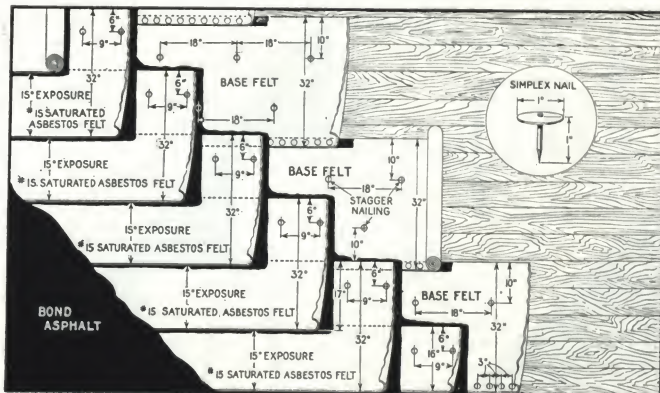 6"
9"
32"
18"
18"
10"
32"
BASE FELT
18"
SIMPLEX NAIL
1"
1"
15" EXPOSURE
# 15 SATURATED
ASBESTOS FELT
6"
9"
32"
15" EXPOSURE
# 15 SATURATED ASBESTOS FELT
6"
9"
32"
BASE FELT
10"
18"
STAGGER
NAILING
10"
32"
15" EXPOSURE
# 15 SATURATED ASBESTOS FELT
6"
9"
32"
15" EXPOSURE
# 15 SATURATED, ASBESTOS FELT
17"
6"
9"
32"
BASE FELT
10"
18"
32"
3"
BOND
ASPHALT
15" EXPOSURE
# 15 SATURATED ASBESTOS FELT
6"
16"
9"